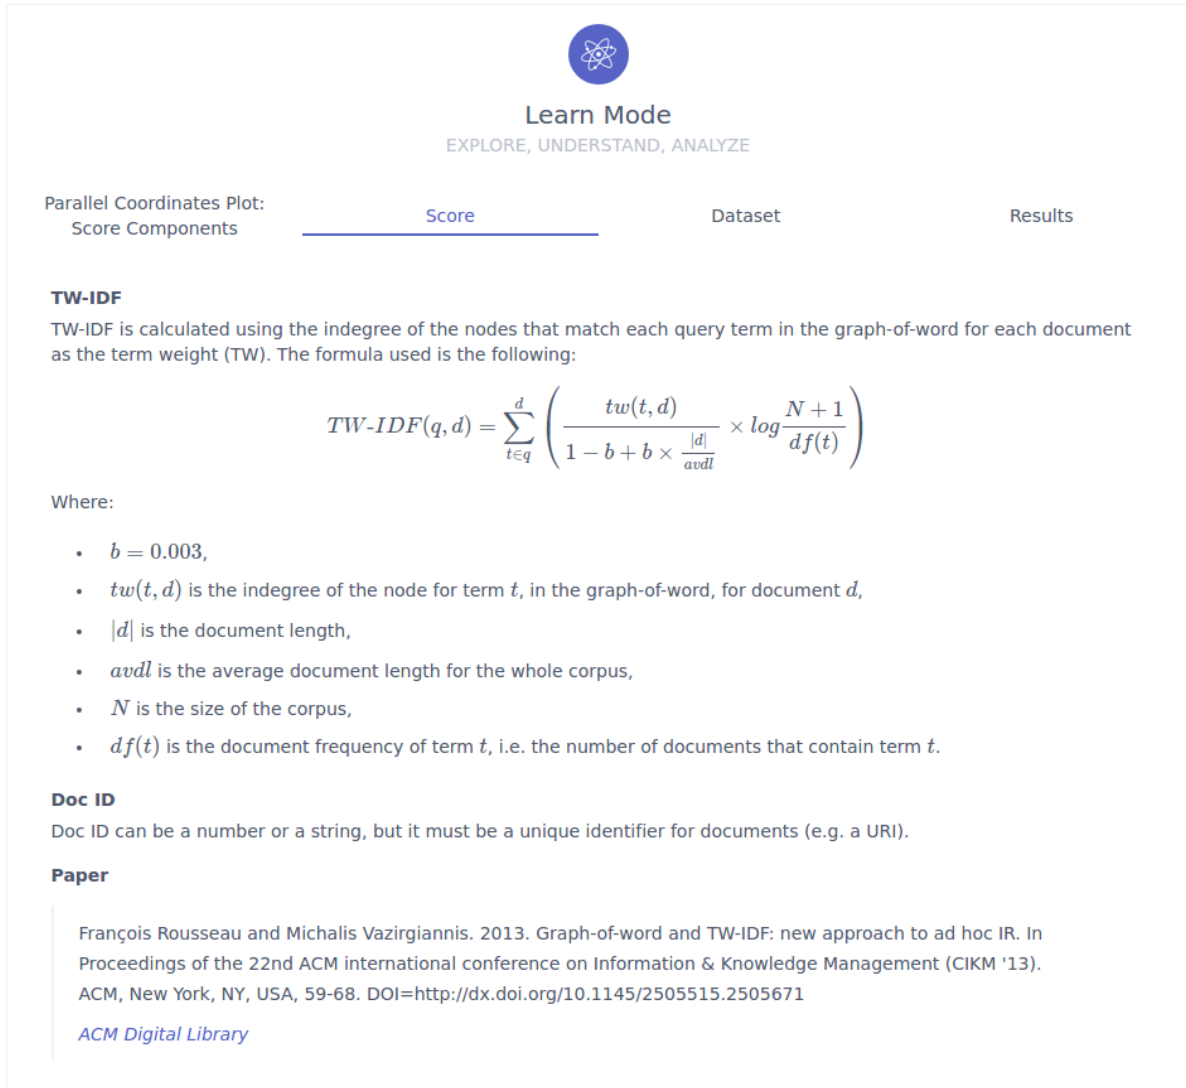 Learn Mode
EXPLORE, UNDERSTAND, ANALYZE
Parallel Coordinates Plot:
Score Components
Score
Dataset
Results
TW-IDF
TW-IDF is calculated using the indegree of the nodes that match each query term in the graph-of-word for each document
as the term weight (TW). The formula used is the following:
TW-IDF(q, d) = \sum_{t∈q}^{d} ( \frac{tw(t, d)}{1 − b + b × \frac{|d|}{avdl}} × log \frac{N + 1}{df(t)} )
Where:
• b = 0.003,
• tw(t, d) is the indegree of the node for term t, in the graph-of-word, for document d,
• |d| is the document length,
• avdl is the average document length for the whole corpus,
• N is the size of the corpus,
• df(t) is the document frequency of term t, i.e. the number of documents that contain term t.
Doc ID
Doc ID can be a number or a string, but it must be a unique identifier for documents (e.g. a URI).
Paper
François Rousseau and Michalis Vazirgiannis. 2013. Graph-of-word and TW-IDF: new approach to ad hoc IR. In
Proceedings of the 22nd ACM international conference on Information & Knowledge Management (CIKM '13).
ACM, New York, NY, USA, 59-68. DOI=http://dx.doi.org/10.1145/2505515.2505671
ACM Digital Library